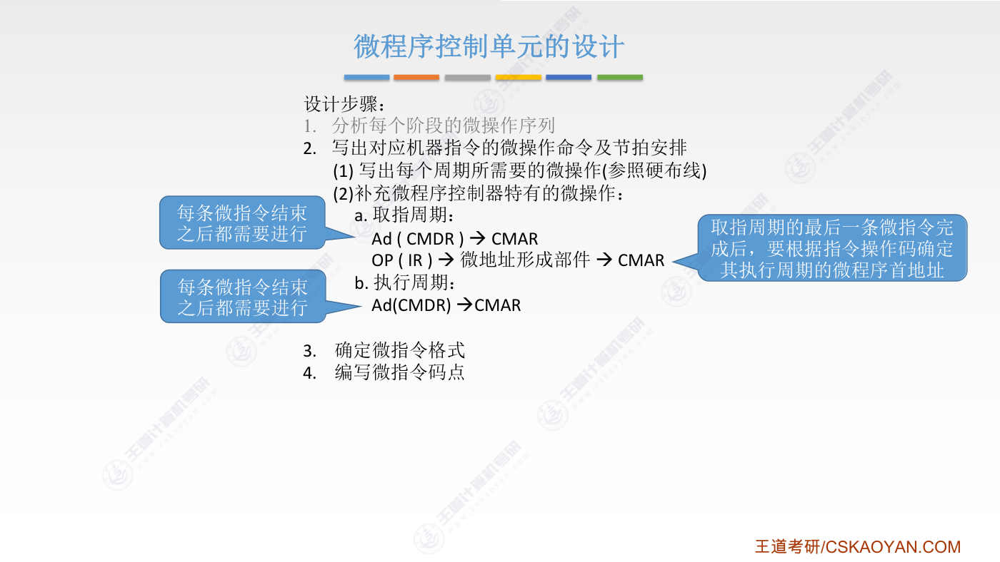 微程序控制单元的设计
设计步骤：
1. 分析每个阶段的微操作序列
2. 写出对应机器指令的微操作命令及节拍安排
(1) 写出每个周期所需要的微操作(参照硬布线)
(2)补充微程序控制器特有的微操作：
每条微指令结束
之后都需要进行
a. 取指周期：
Ad ( CMDR ) → CMAR
OP ( IR ) → 微地址形成部件 → CMAR
取指周期的最后一条微指令完
成后，要根据指令操作码确定
其执行周期的微程序首地址
每条微指令结束
之后都需要进行
b. 执行周期：
Ad(CMDR) →CMAR
3. 确定微指令格式
4. 编写微指令码点
王道考研/CSKAOYAN.COM